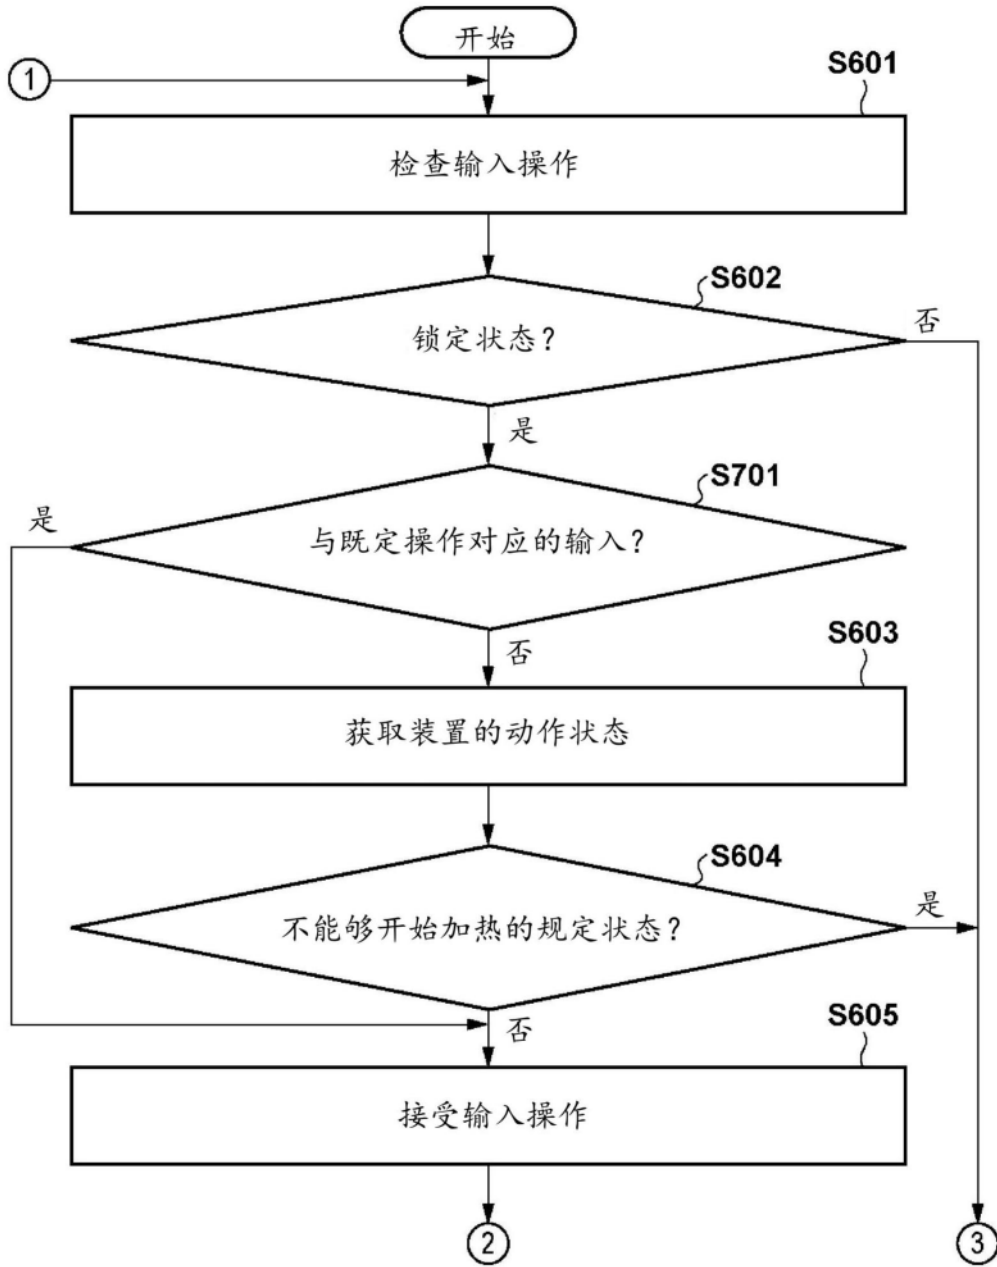 开始
1
S601
检查输入操作
S602
锁定状态?
否
是
S701
是
与既定操作对应的输入?
否
S603
获取装置的动作状态
S604
不能够开始加热的规定状态?
是
否
S605
接受输入操作
2
3